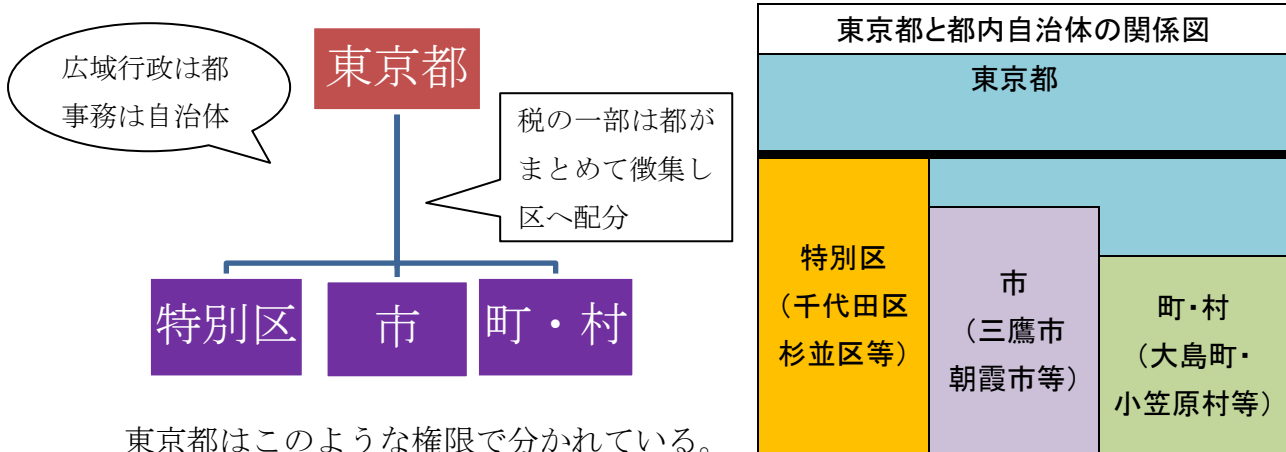 広域行政は都
事務は自治体
東京都
税の一部は都が
まとめて徴集し
区へ配分
特別区
市
町・村
東京都はこのような権限で分かれている。
東京都と都内自治体の関係図
東京都
特別区
（千代田区
杉並区等）
市
（三鷹市
朝霞市等）
町・村
（大島町・
小笠原村等）